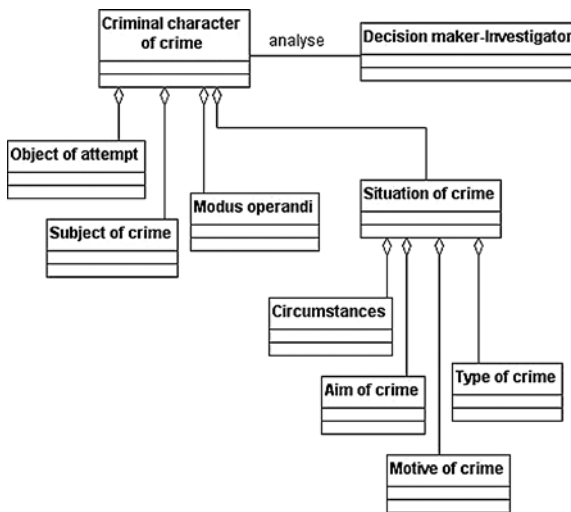 Criminal character
of crime
analyse
Decision maker-Investigator
Object of attempt
Subject of crime
Modus operandi
Situation of crime
Circumstances
Aim of crime
Type of crime
Motive of crime